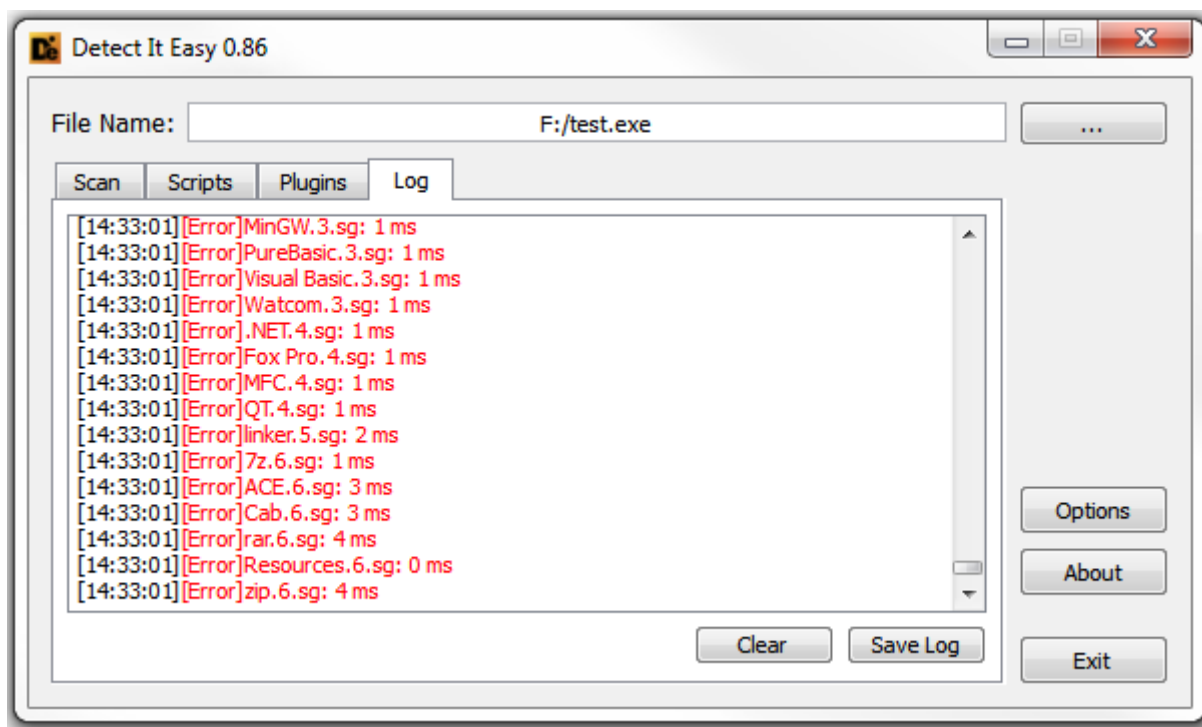 Detect It Easy 0.86
File Name: F:/test.exe ...
Scan Scripts Plugins Log
[14:33:01][Error]MinGW.3.sg: 1 ms
[14:33:01][Error]PureBasic.3.sg: 1 ms
[14:33:01][Error]Visual Basic.3.sg: 1 ms
[14:33:01][Error]Watcom.3.sg: 1 ms
[14:33:01][Error].NET.4.sg: 1 ms
[14:33:01][Error]Fox Pro.4.sg: 1 ms
[14:33:01][Error]MFC.4.sg: 1 ms
[14:33:01][Error]QT.4.sg: 1 ms
[14:33:01][Error]linker.5.sg: 2 ms
[14:33:01][Error]7z.6.sg: 1 ms
[14:33:01][Error]ACE.6.sg: 3 ms
[14:33:01][Error]Cab.6.sg: 3 ms
[14:33:01][Error]rar.6.sg: 4 ms
[14:33:01][Error]Resources.6.sg: 0 ms
[14:33:01][Error]zip.6.sg: 4 ms
Options
About
Clear Save Log
Exit